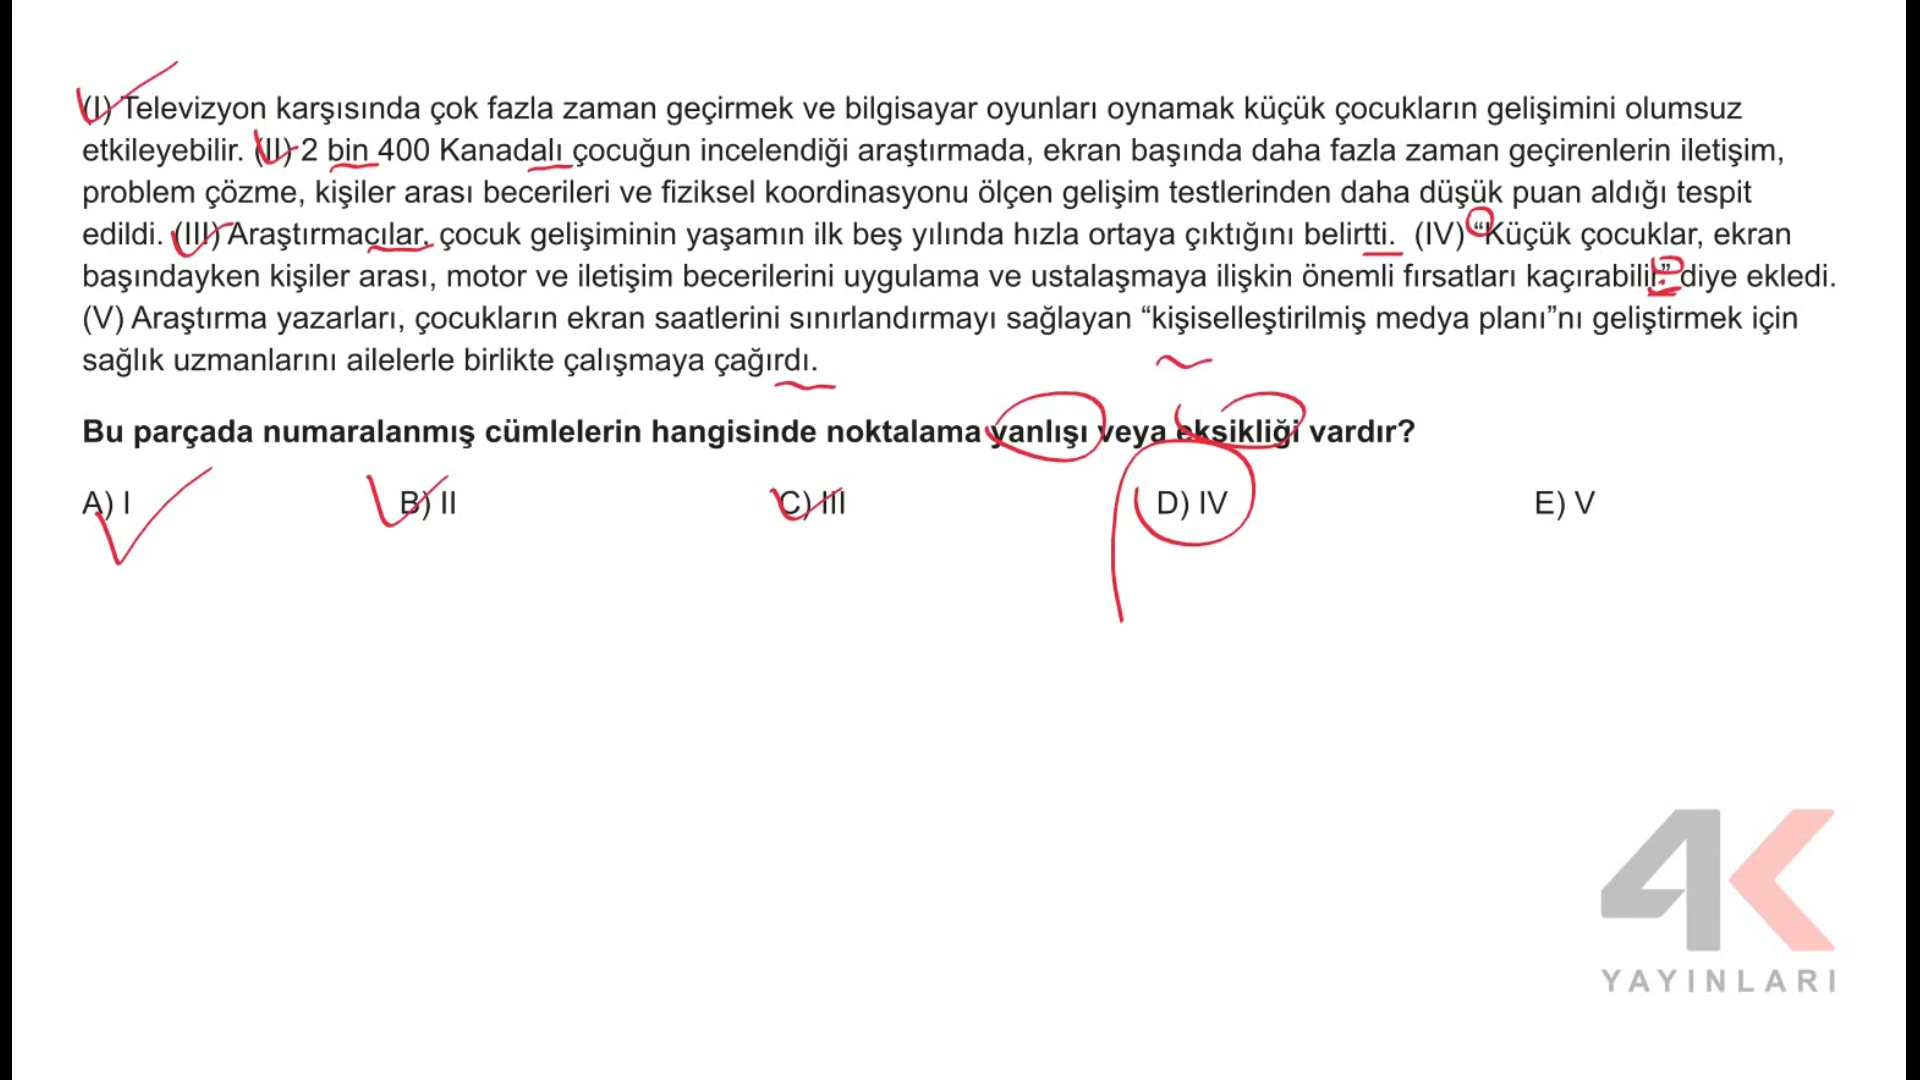 (I) Televizyon karşısında çok fazla zaman geçirmek ve bilgisayar oyunları oynamak küçük çocukların gelişimini olumsuz
etkileyebilir. (II) 2 bin 400 Kanadalı çocuğun incelendiği araştırmada, ekran başında daha fazla zaman geçirenlerin iletişim,
problem çözme, kişiler arası becerileri ve fiziksel koordinasyonu ölçen gelişim testlerinden daha düşük puan aldığı tespit
edildi. (III) Araştırmacılar, çocuk gelişiminin yaşamın ilk beş yılında hızla ortaya çıktığını belirtti. (IV) “Küçük çocuklar, ekran
başındayken kişiler arası, motor ve iletişim becerilerini uygulama ve ustalaşmaya ilişkin önemli fırsatları kaçırabilir.” diye ekledi.
(V) Araştırma yazarları, çocukların ekran saatlerini sınırlandırmayı sağlayan “kişiselleştirilmiş medya planı”nı geliştirmek için
sağlık uzmanlarını ailelerle birlikte çalışmaya çağırdı.
Bu parçada numaralanmış cümlelerin hangisinde noktalama yanlışı veya eksikliği vardır?
A) I B) II C) III D) IV E) V
4K
YAYINLARI